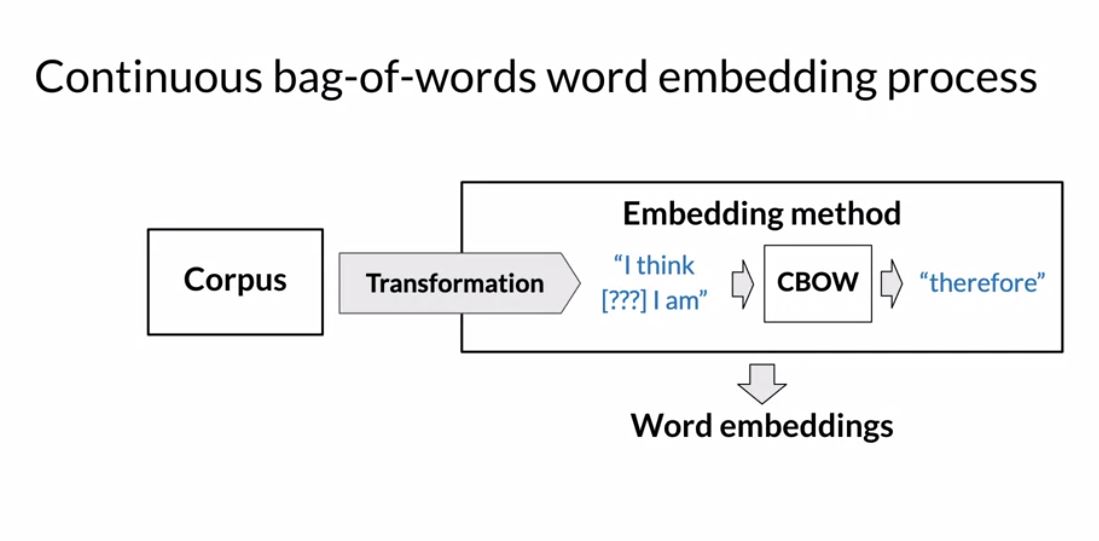 Continuous bag-of-words word embedding process
Embedding method
Corpus
Transformation
“I think
[???] I am”
CBOW
“therefore”
Word embeddings